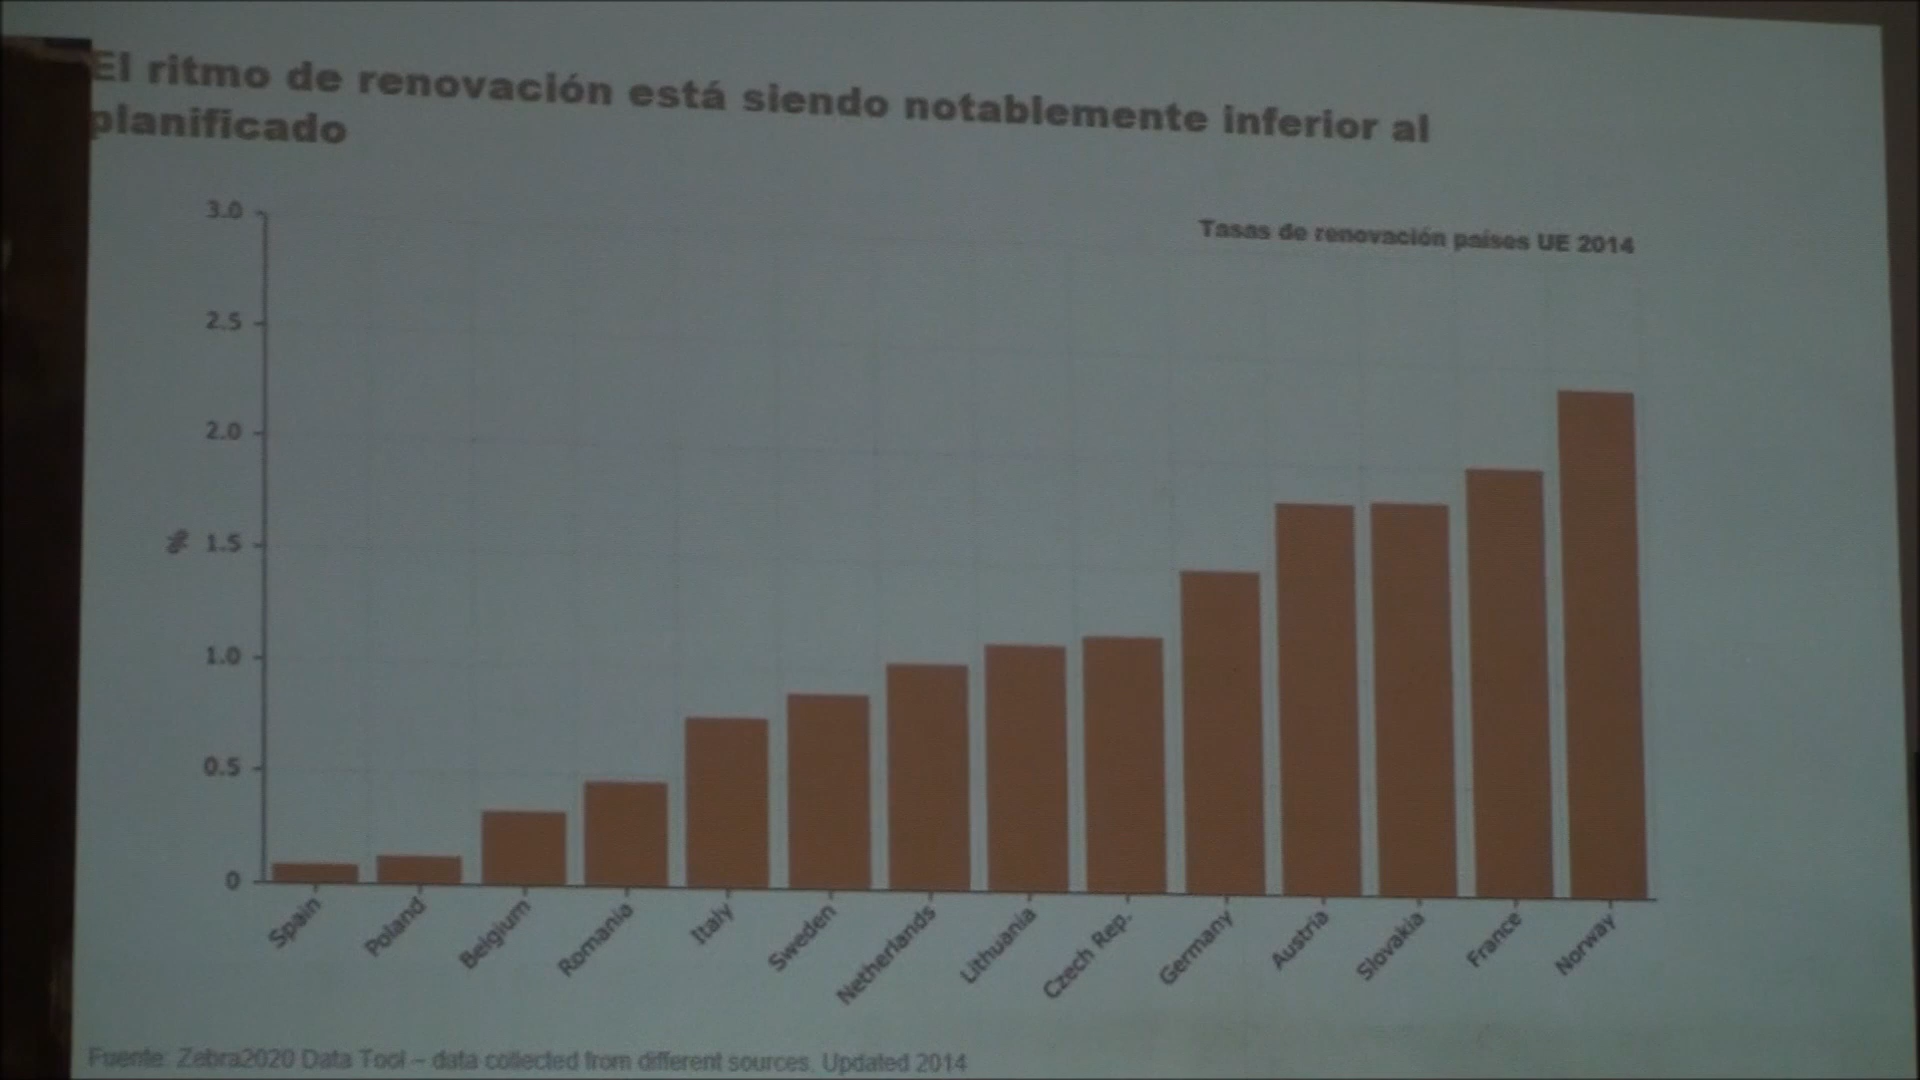 El ritmo de renovación está siendo notablemente inferior al
planificado
Tasas de renovación países UE 2014
3.0
2.5
2.0
%
1.5
1.0
0.5
0
Spain
Poland
Belgium
Romania
Italy
Sweden
Netherlands
Lithuania
Czech Rep.
Germany
Austria
Slovakia
France
Norway
Fuente: Zebra2020 Data Tool – data collected from different sources. Updated 2014